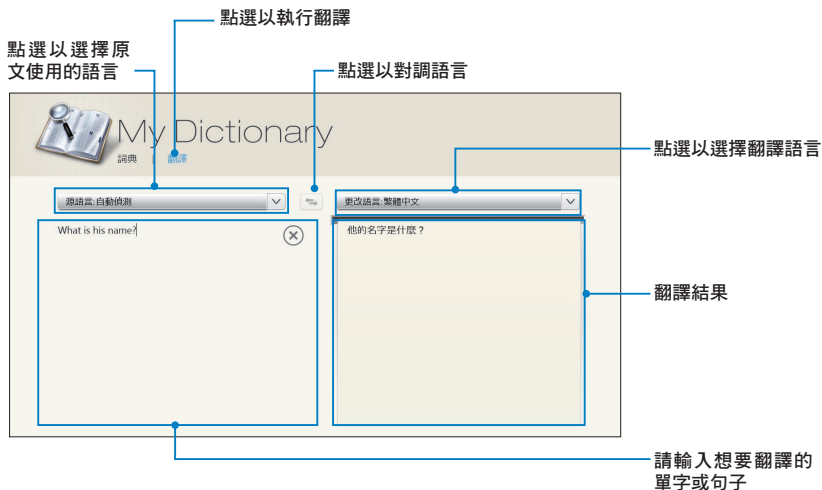 點選以執行翻譯
點選以選擇原
文使用的語言
點選以對調語言
My Dictionary
詞典 | 翻譯
點選以選擇翻譯語言
源語言:自動偵測
更改語言:繁體中文
What is his name?
他的名字是什麼？
翻譯結果
請輸入想要翻譯的
單字或句子